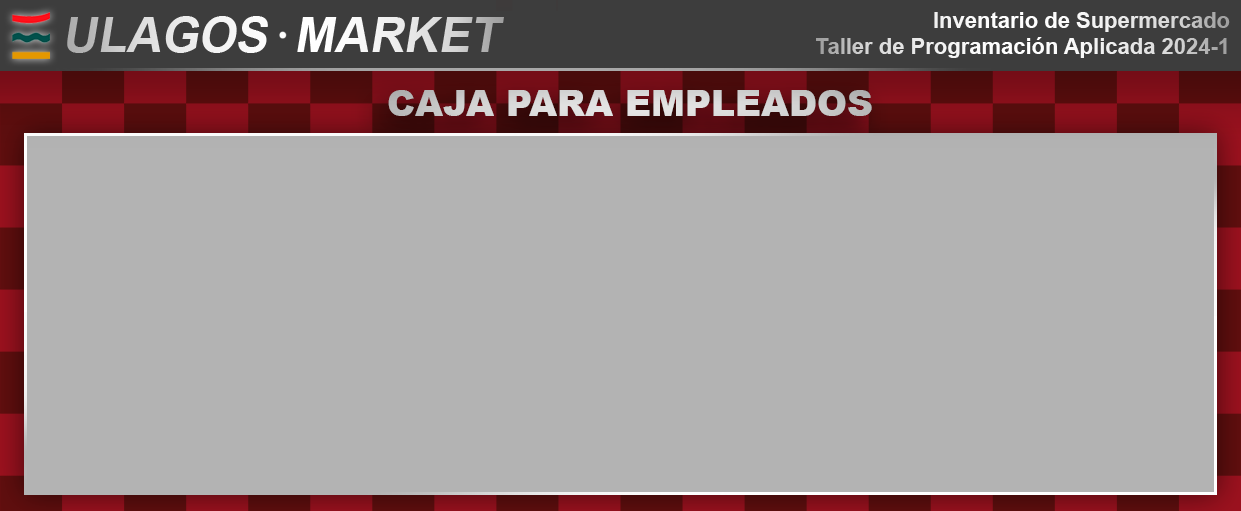 ULAGOS · MARKET
Inventario de Supermercado
Taller de Programación Aplicada 2024-1
CAJA PARA EMPLEADOS